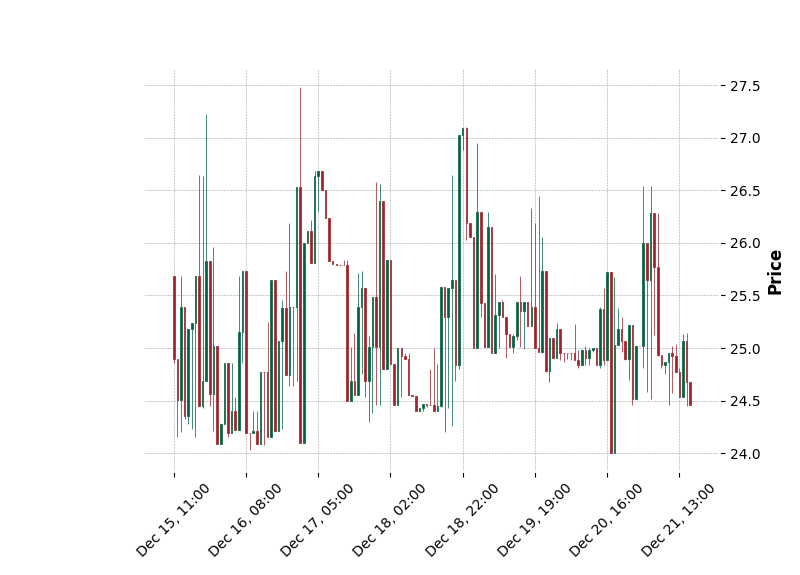 27.5
27.0
26.5
26.0
25.5
25.0
24.5
24.0
Price
Dec 15, 11:00
Dec 16, 08:00
Dec 17, 05:00
Dec 18, 02:00
Dec 18, 22:00
Dec 19, 19:00
Dec 20, 16:00
Dec 21, 13:00